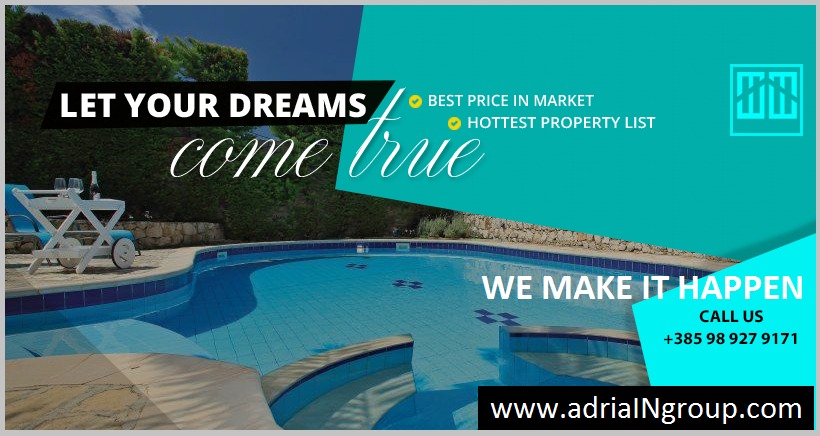 LET YOUR DREAMS
come true
BEST PRICE IN MARKET
HOTTEST PROPERTY LIST
WE MAKE IT HAPPEN
CALL US
+385 98 927 9171
www.adriaINgroup.com